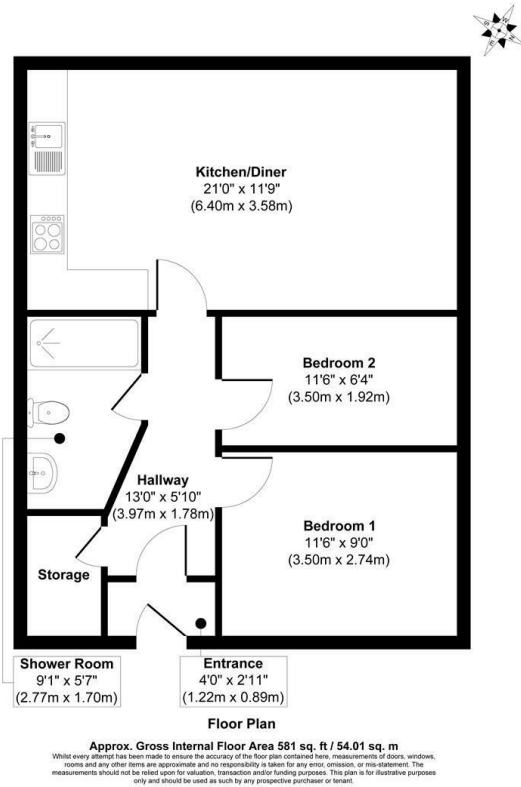 S W
E N
Kitchen/Diner
21'0" x 11'9"
(6.40m x 3.58m)
Bedroom 2
11'6" x 6'4"
(3.50m x 1.92m)
Hallway
13'0" x 5'10"
(3.97m x 1.78m)
Bedroom 1
11'6" x 9'0"
(3.50m x 2.74m)
Storage
Shower Room
9'1" x 5'7"
(2.77m x 1.70m)
Entrance
4'0" x 2'11"
(1.22m x 0.89m)
Floor Plan
Approx. Gross Internal Floor Area 581 sq. ft / 54.01 sq. m
Whilst every attempt has been made to ensure the accuracy of the floor plan contained here, measurements of doors, windows,
rooms and any other items are approximate and no responsibility is taken for any error, omission, or mis-statement. The
measurements should not be relied upon for valuation, transaction and/or funding purposes. This plan is for illustrative purposes
only and should be used as such by any prospective purchaser or tenant.